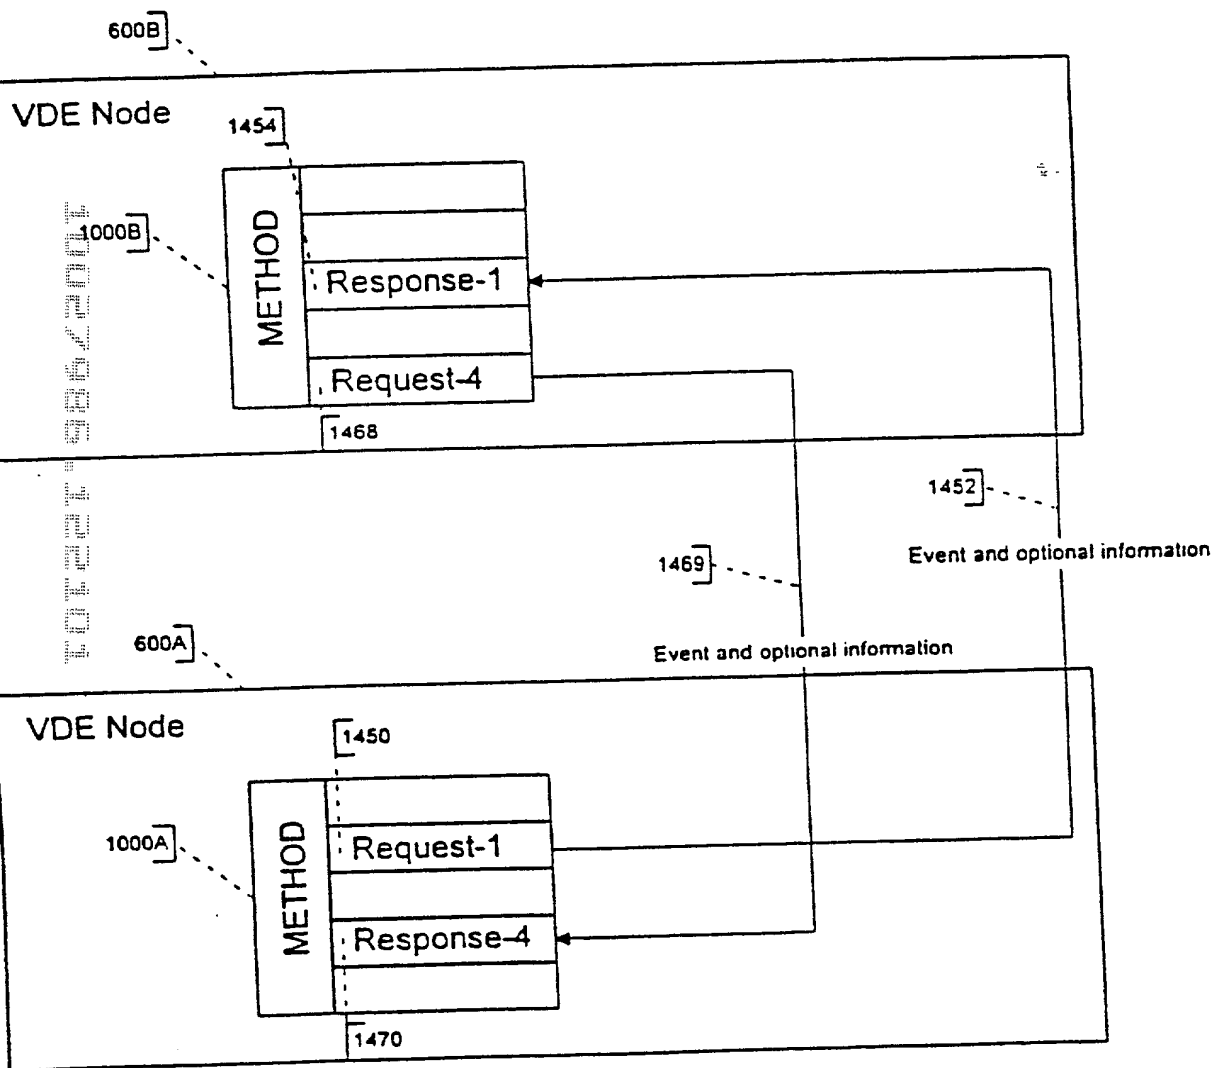 600B
VDE Node
1454
1000B
METHOD
Response-1
Request-4
1468
1452
Event and optional information
1469
600A
Event and optional information
VDE Node
1450
1000A
METHOD
Request-1
Response-4
1470